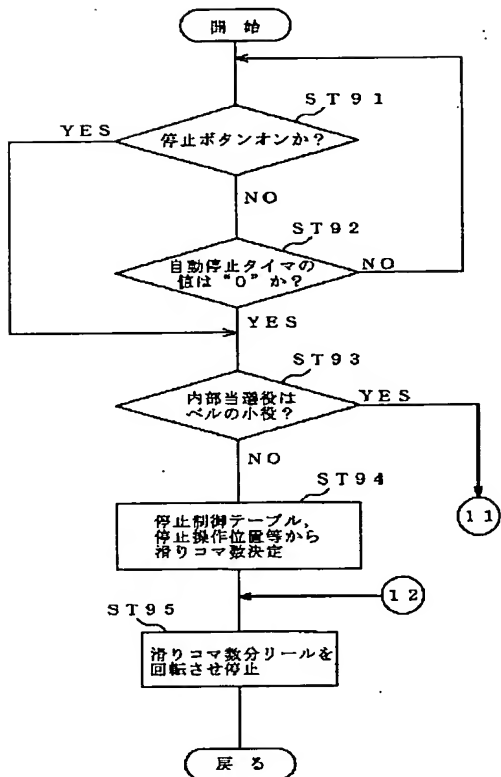 開始
ST91
YES
停止ボタンオンか?
NO
ST92
自動停止タイマの
値は“0”か?
NO
YES
ST93
内部当選役は
ベルの小役?
YES
NO
ST94
11
停止制御テーブル、
停止操作位置等から
滑りコマ数決定
12
ST95
滑りコマ数分リールを
回転させ停止
戻る